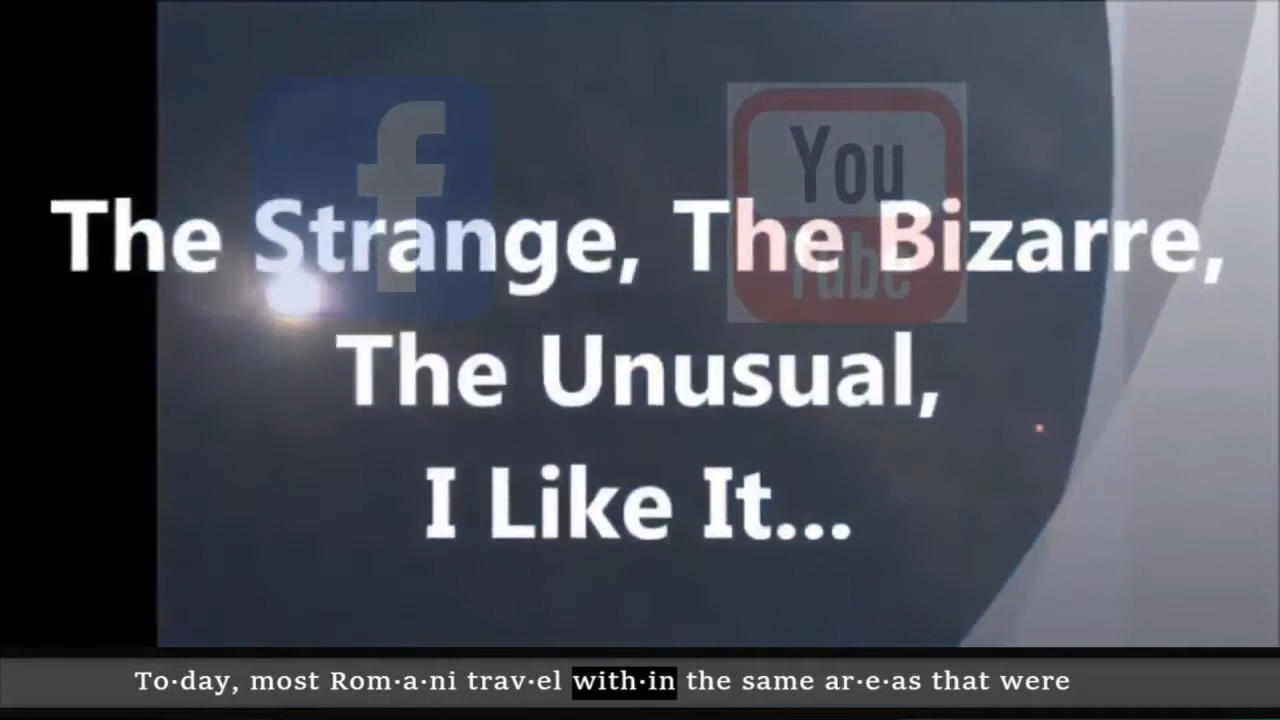 f
You
Tube
The Strange, The Bizarre,
The Unusual,
I Like It...
To·day, most Rom·a·ni trav·el with·in the same ar·e·as that were